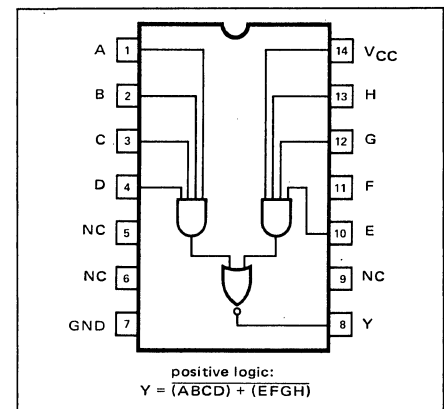 A 1 14 VCC
B 2 13 H
C 3 12 G
D 4 11 F
NC 5 10 E
NC 6 9 NC
GND 7 8 Y
positive logic:
Y = (ABCD) + (EFGH)